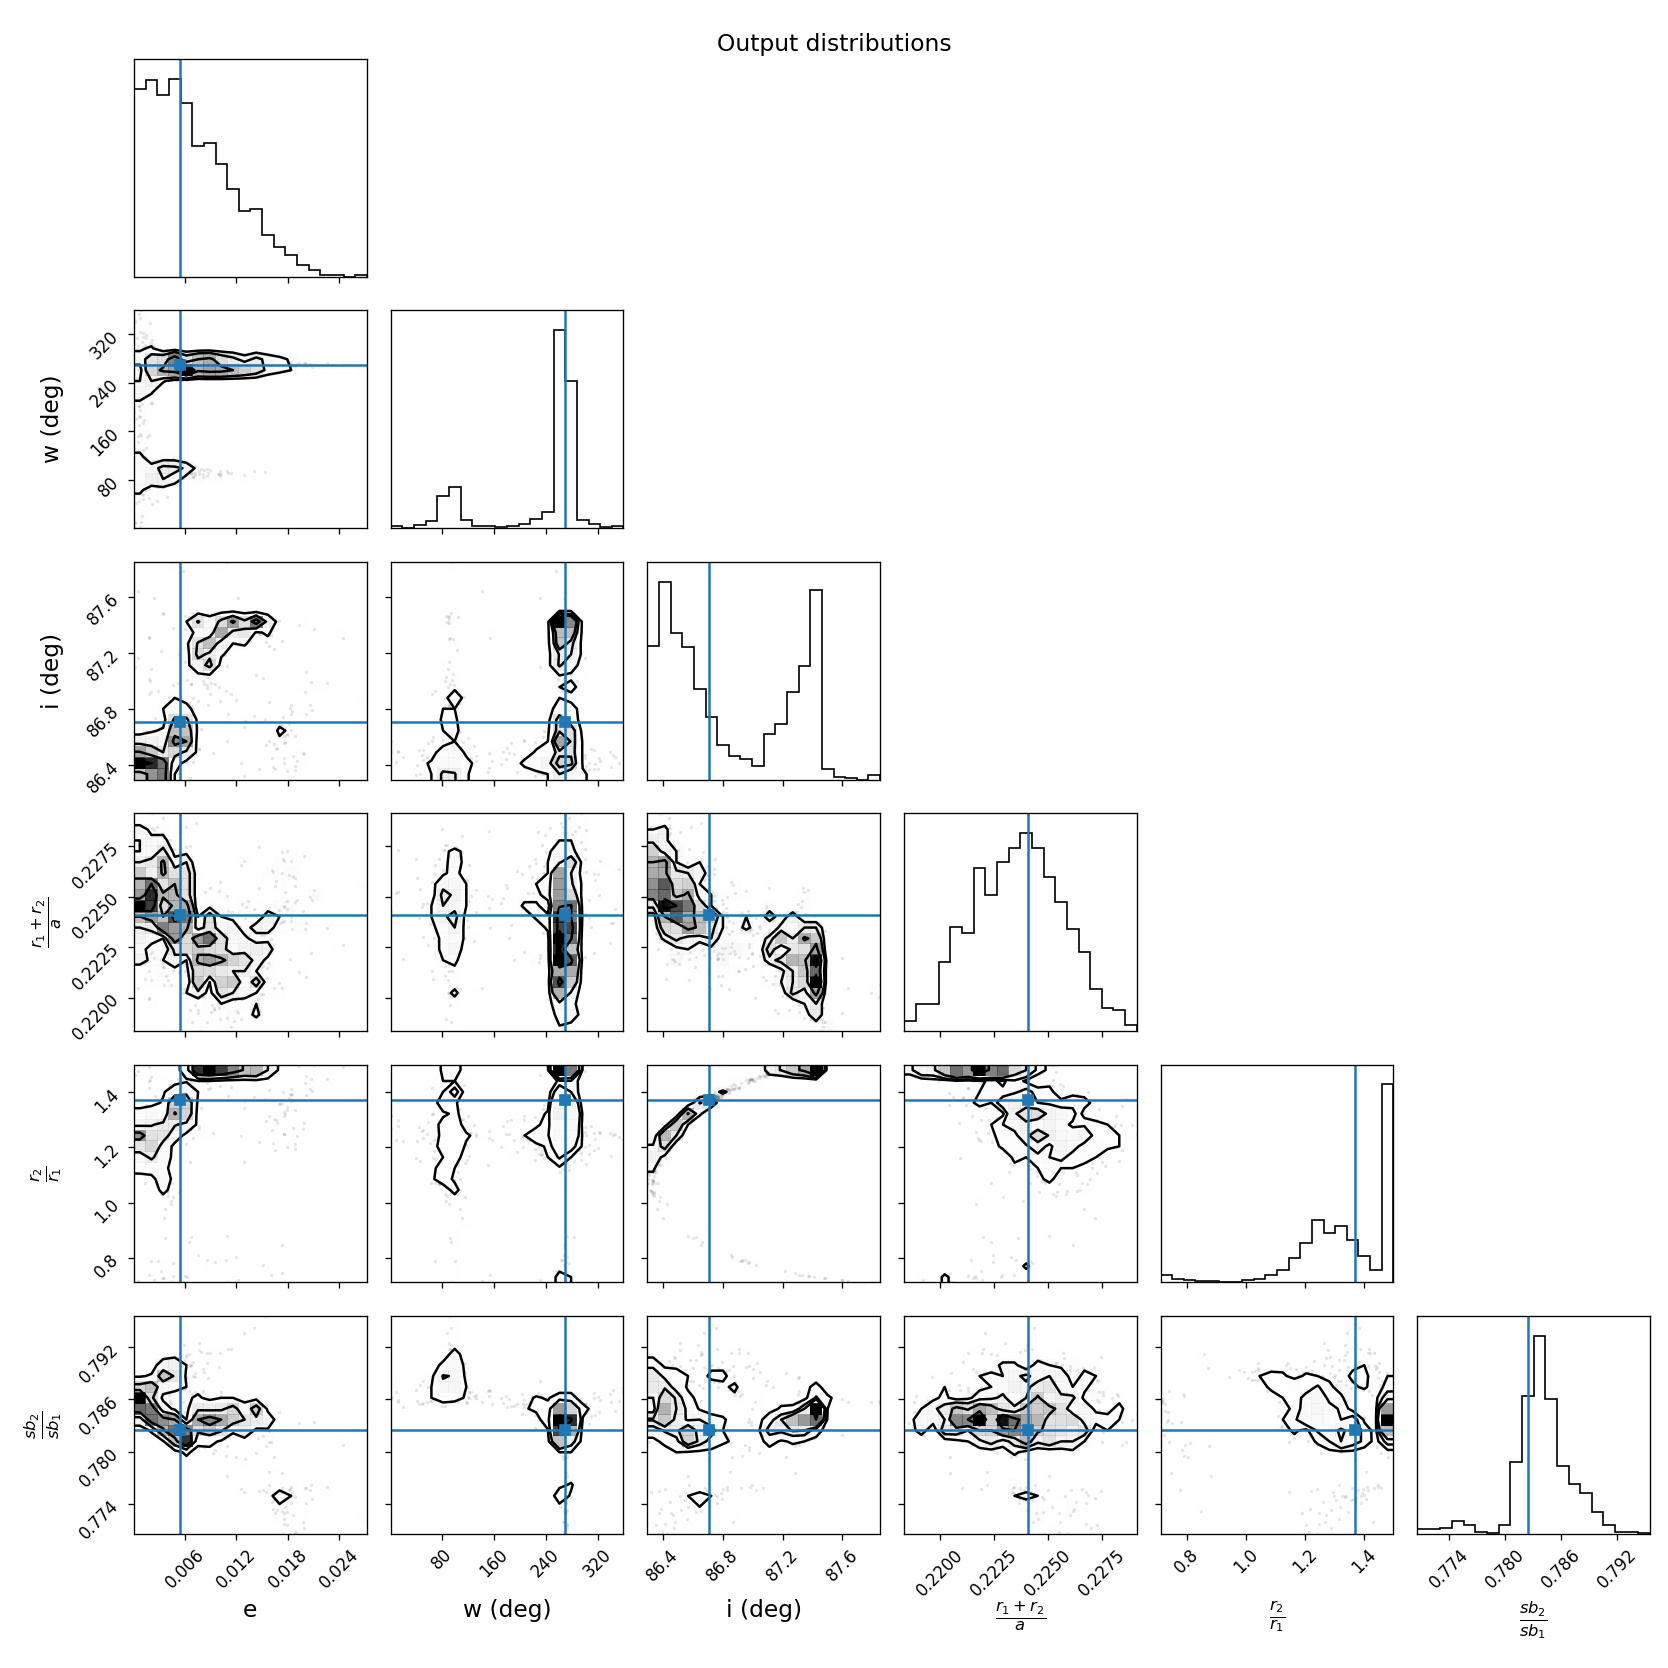 Output distributions
320
240
160
80
w (deg)
87.6
87.2
86.8
86.4
i (deg)
0.2275
0.2250
0.2225
0.2200
r₁ + r₂
a
1.4
1.2
1.0
0.8
r₂
r₁
0.792
0.786
0.780
0.774
sb₂
sb₁
0.006 0.012 0.018 0.024
80 160 240 320
86.4 86.8 87.2 87.6
0.2200 0.2225 0.2250 0.2275
0.8 1.0 1.2 1.4
0.774 0.780 0.786 0.792
e
w (deg)
i (deg)
r₁ + r₂
a
r₂
r₁
sb₂
sb₁